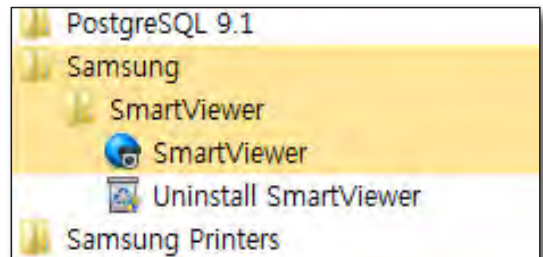 PostgreSQL 9.1
Samsung
SmartViewer
SmartViewer
Uninstall SmartViewer
Samsung Printers